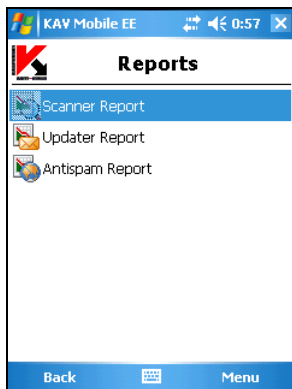 KAV Mobile EE 0:57
Reports
Scanner Report
Updater Report
Antispam Report
Back Menu